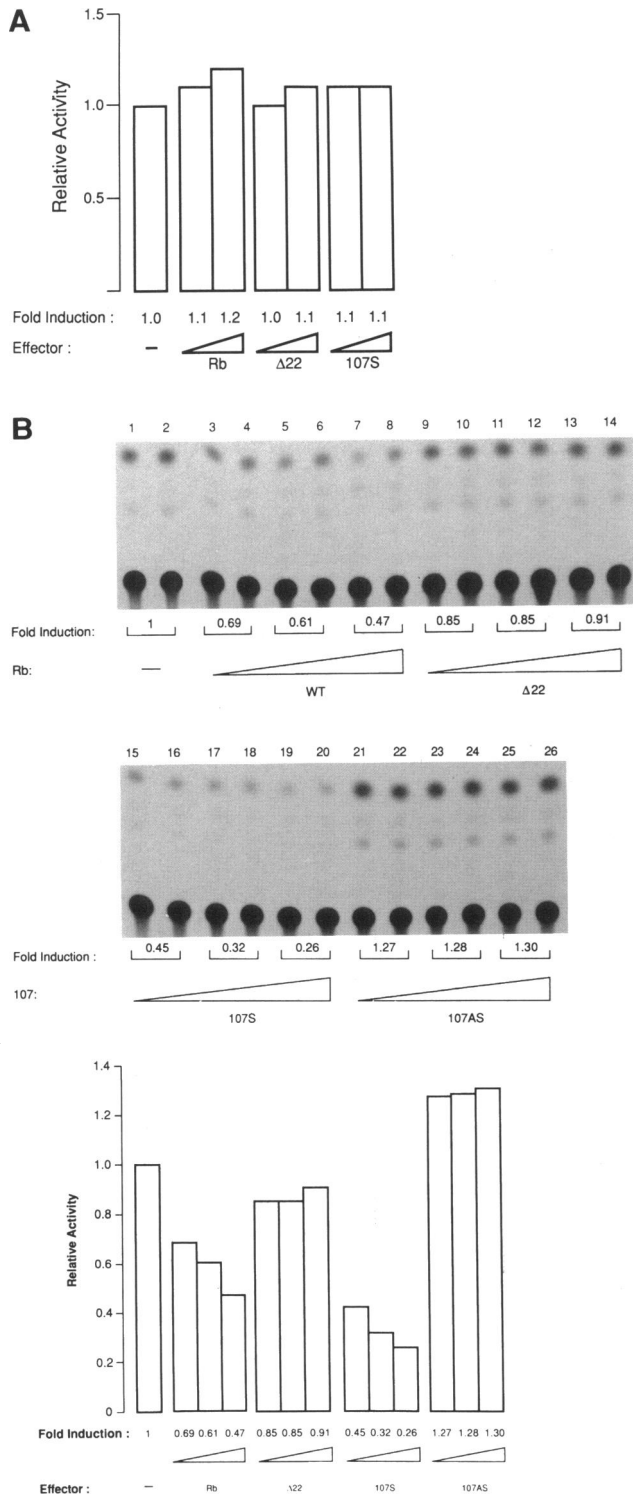 A
1.5
Relative Activity
1.0
0.5
Fold Induction : 1.0 1.1 1.2 1.0 1.1 1.1 1.1
Effector : – Rb Δ22 107S
B
1 2 3 4 5 6 7 8 9 10 11 12 13 14
Fold Induction: 1 0.69 0.61 0.47 0.85 0.85 0.91
Rb: — WT Δ22
15 16 17 18 19 20 21 22 23 24 25 26
Fold Induction : 0.45 0.32 0.26 1.27 1.28 1.30
107: 107S 107AS
1.4
1.2
1.0
0.8
Relative Activity
0.6
0.4
0.2
0
Fold Induction : 1 0.69 0.61 0.47 0.85 0.85 0.91 0.45 0.32 0.26 1.27 1.28 1.30
Effector : — Rb Δ22 107S 107AS